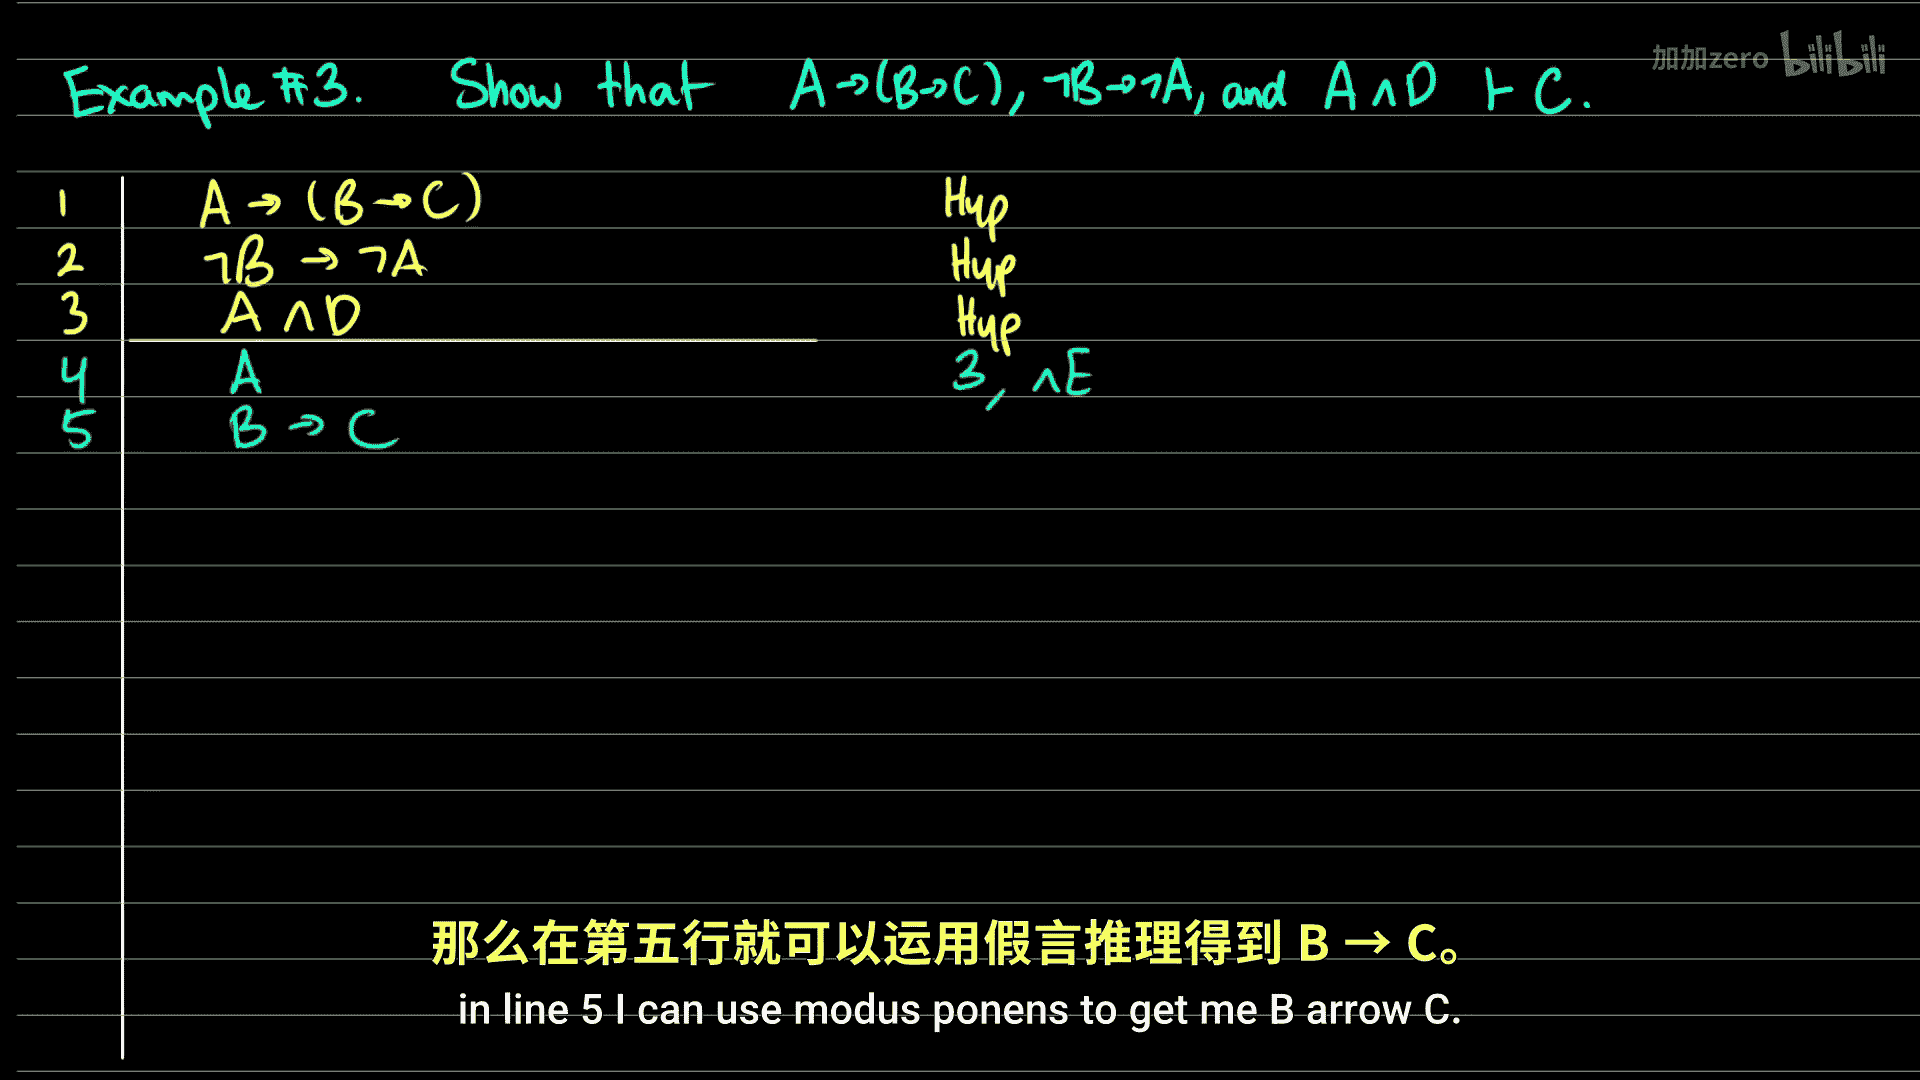 加加zero bilibili
Example #3. Show that A→(B→C), ¬B→¬A, and A∧D ⊢ C.
1 A → (B → C) Hyp
2 ¬B → ¬A Hyp
3 A ∧ D Hyp
4 A 3, ∧E
5 B → C
那么在第五行就可以运用假言推理得到 B → C。
in line 5 I can use modus ponens to get me B arrow C.